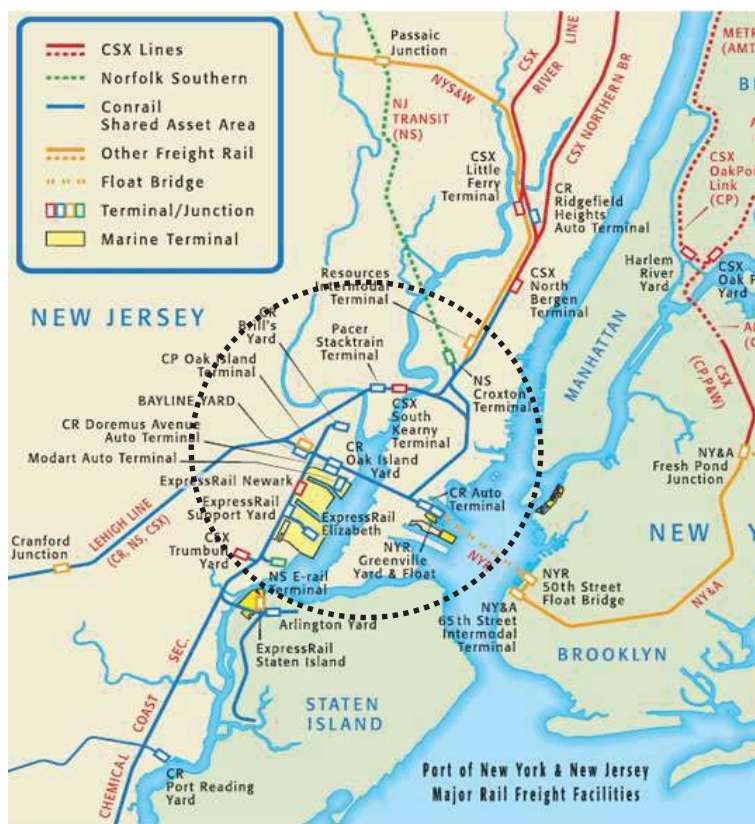 CSX Lines
Norfolk Southern
Conrail
Shared Asset Area
Other Freight Rail
Float Bridge
Terminal/Junction
Marine Terminal
Passaic
Junction
NYS&W
NJ
TRANSIT
(NS)
CSX
RIVER
LINE
CSX NORTHERN BR
METR
(AMT
B
CSX
OakPoi
Link
(CP)
CSX
Little
Ferry
Terminal
CR
Ridgefield
Heights
Auto Terminal
Harlem
River
Yard
CSX
Oak P
Yard
Resources
Intermodal
Terminal
CSX
North
Bergen
Terminal
NEW JERSEY
CR
Brill's
Yard
Pacer
Stacktrain
Terminal
MANHATTAN
AM
(C
CSX
(CP,P&W)
CP Oak Island
Terminal
NS
Croxton
Terminal
BAYLINE YARD
CSX
South
Kearny
Terminal
CR Doremus Avenue
Auto Terminal
CR
Oak Island
Yard
Modart Auto Terminal
NY&A
Fresh Pond
Junction
ExpressRail Newark
CR Auto
Terminal
ExpressRail
Support Yard
ExpressRail
Elizabeth
LEHIGH LINE
(CR, NS, CSX)
Cranford
Junction
CSX
Trumbull
Yard
NYR
Greenville
Yard & Float
NYR
NEW Y
NS E-rail
Terminal
NYR
50th Street
Float Bridge
NY&A
Arlington Yard
NY&A
65th Street
Intermodal
Terminal
ExpressRail
Staten Island
BROOKLYN
STATEN
ISLAND
CHEMICAL COAST SEC.
CR
Port Reading
Yard
Port of New York & New Jersey
Major Rail Freight Facilities